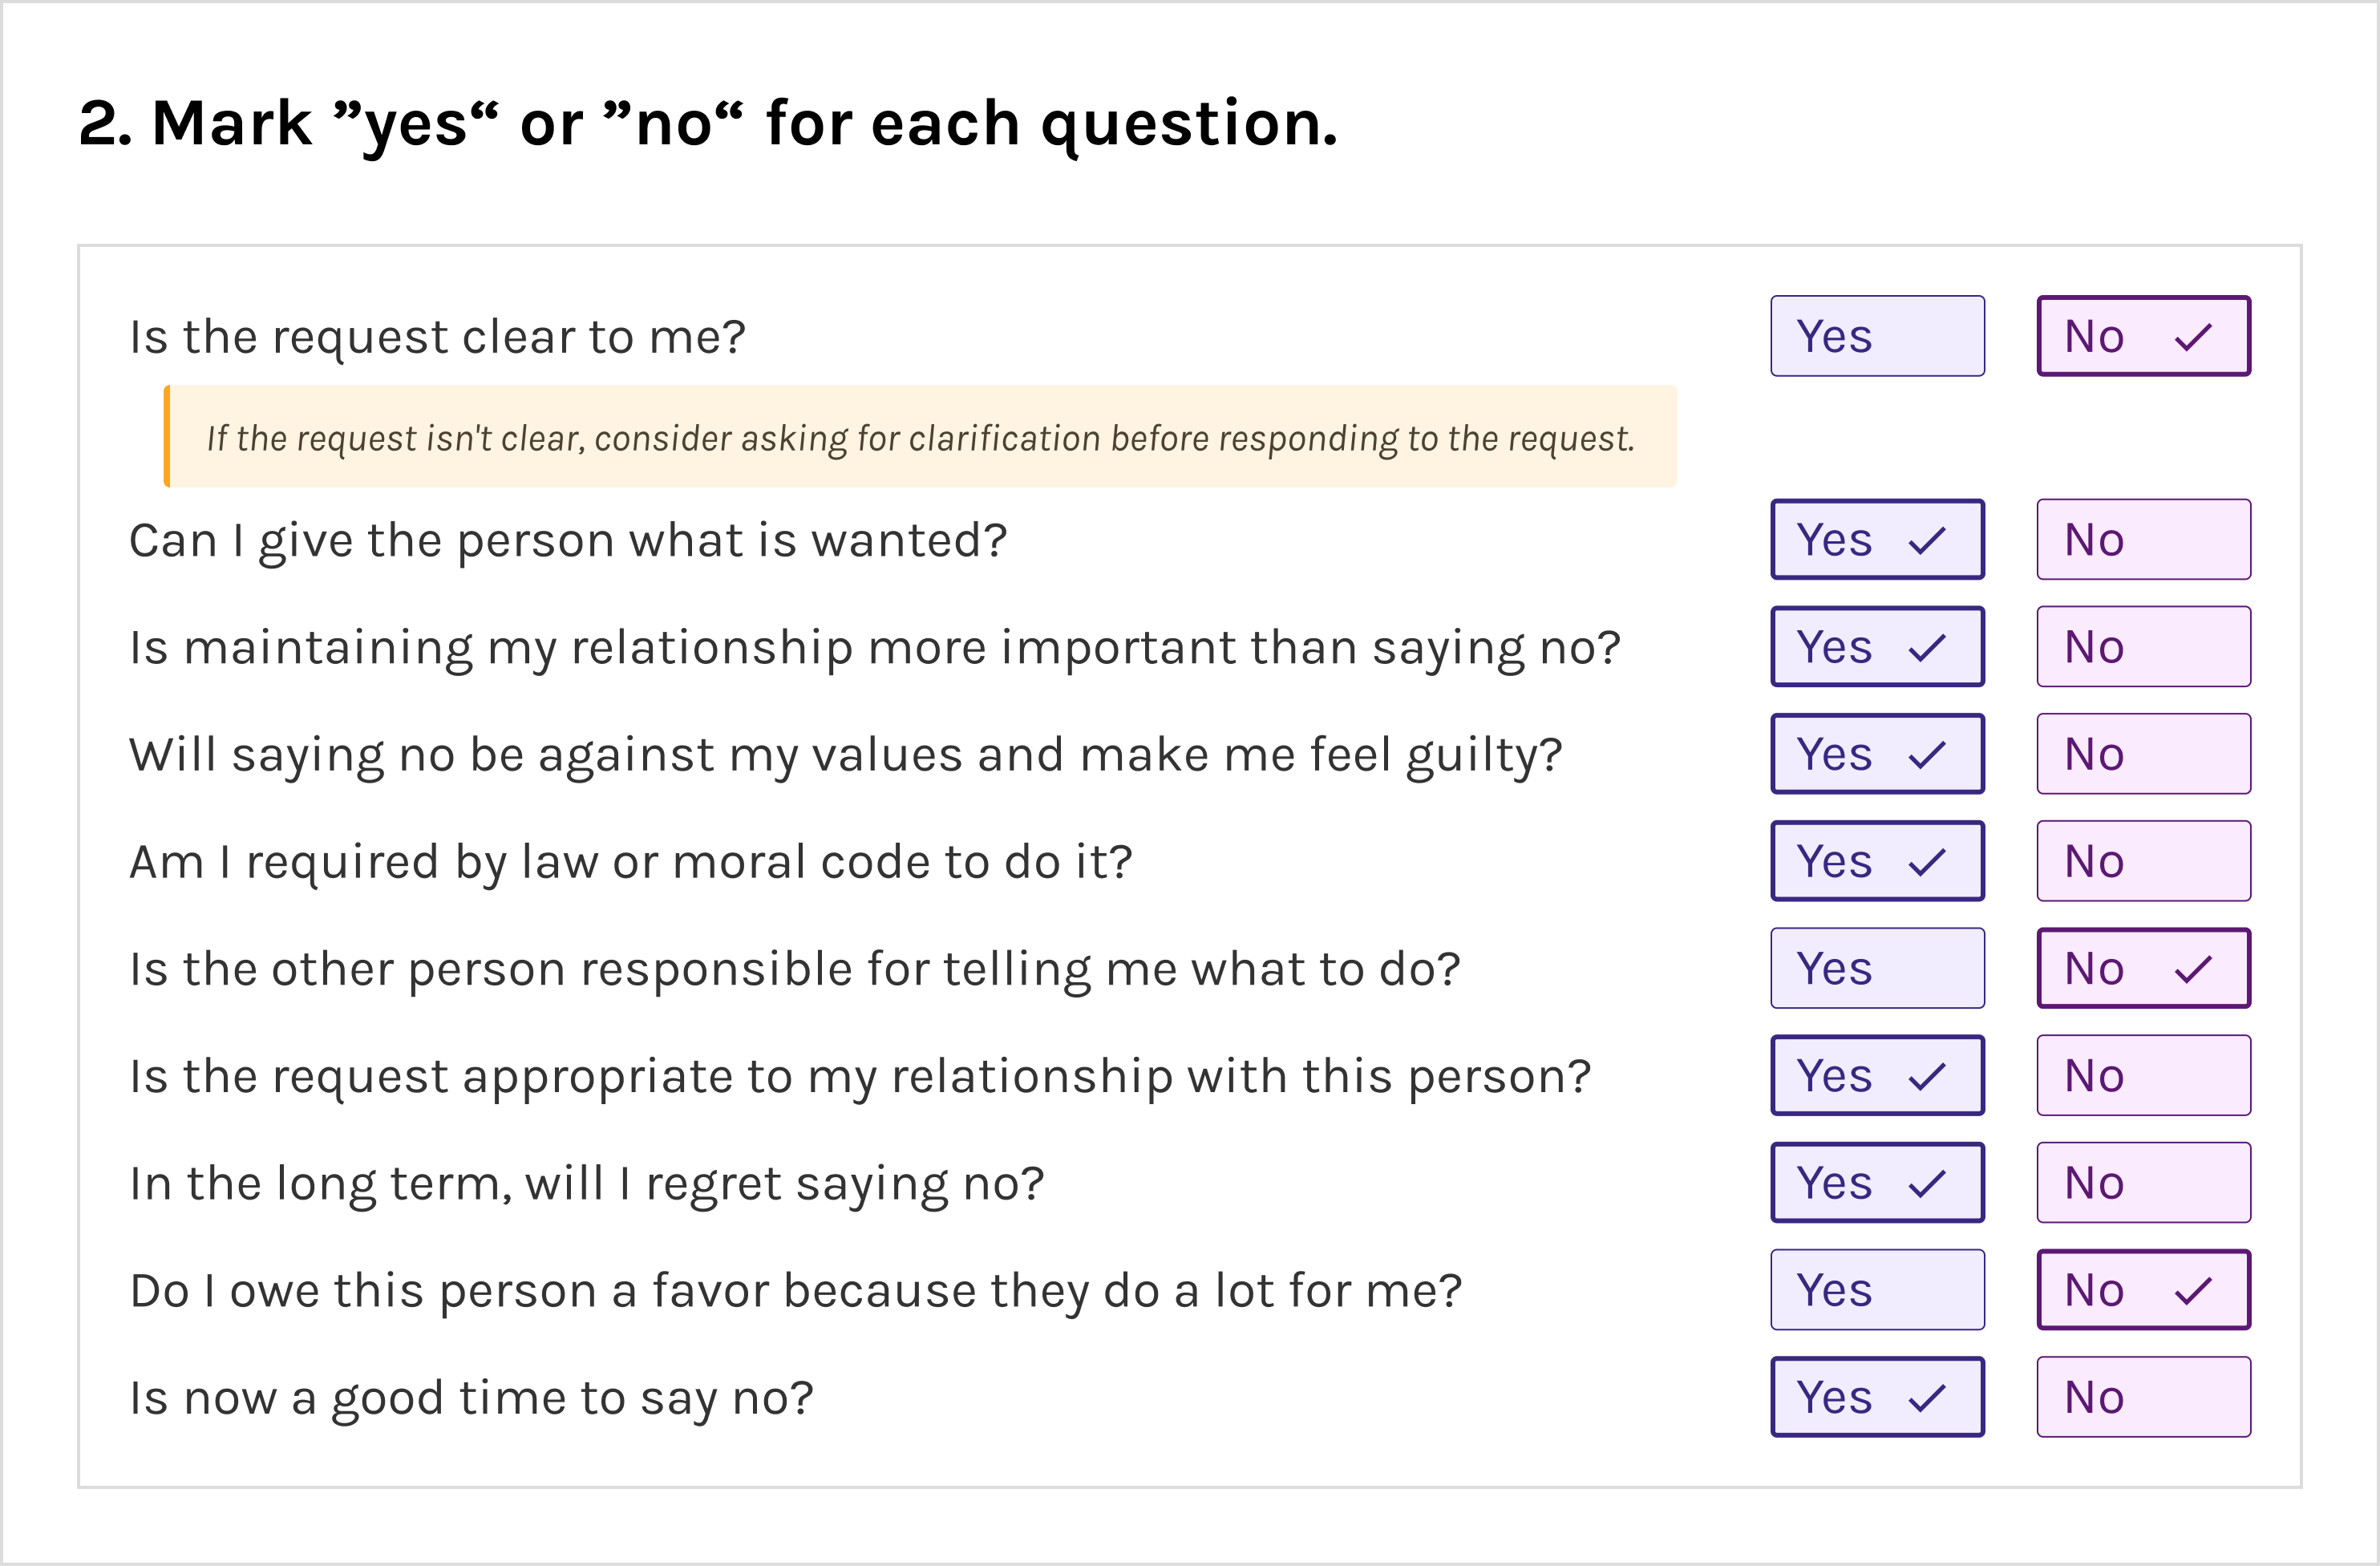 2. Mark ”yes“ or ”no“ for each question.
Is the request clear to me? Yes No ✓
If the request isn't clear, consider asking for clarification before responding to the request.
Can I give the person what is wanted? Yes ✓ No
Is maintaining my relationship more important than saying no? Yes ✓ No
Will saying no be against my values and make me feel guilty? Yes ✓ No
Am I required by law or moral code to do it? Yes ✓ No
Is the other person responsible for telling me what to do? Yes No ✓
Is the request appropriate to my relationship with this person? Yes ✓ No
In the long term, will I regret saying no? Yes ✓ No
Do I owe this person a favor because they do a lot for me? Yes No ✓
Is now a good time to say no? Yes ✓ No